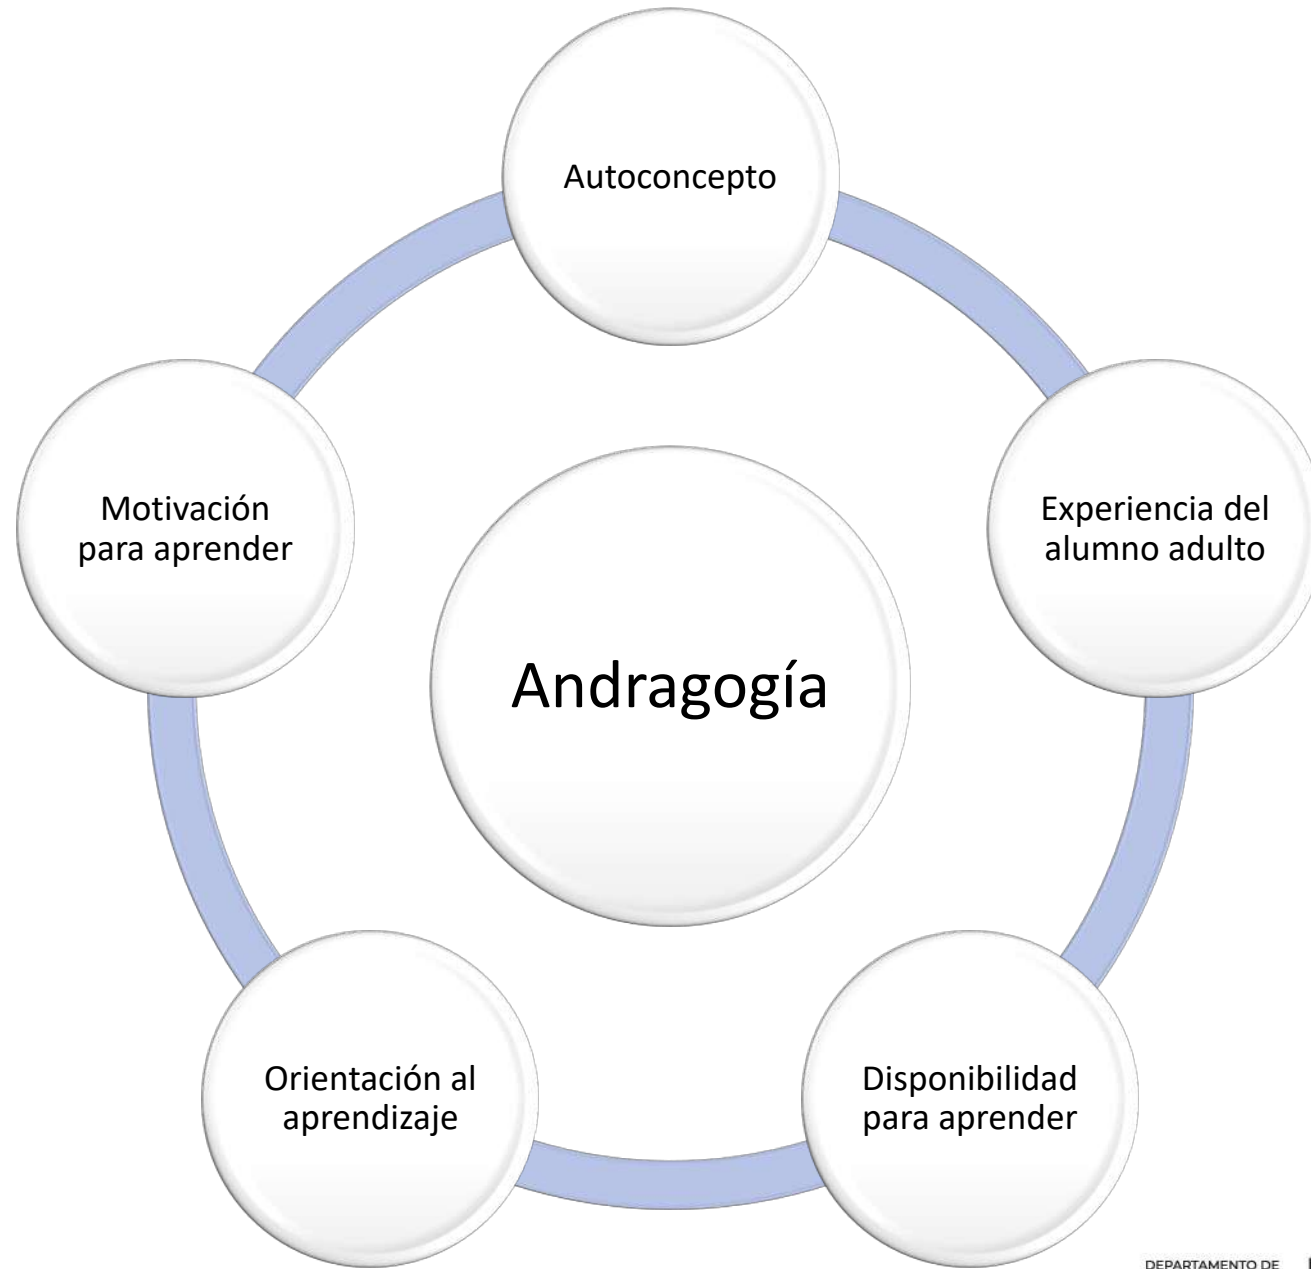 Autoconcepto
Experiencia del
alumno adulto
Disponibilidad
para aprender
Orientación al
aprendizaje
Motivación
para aprender
Andragogía
DEPARTAMENTO DE